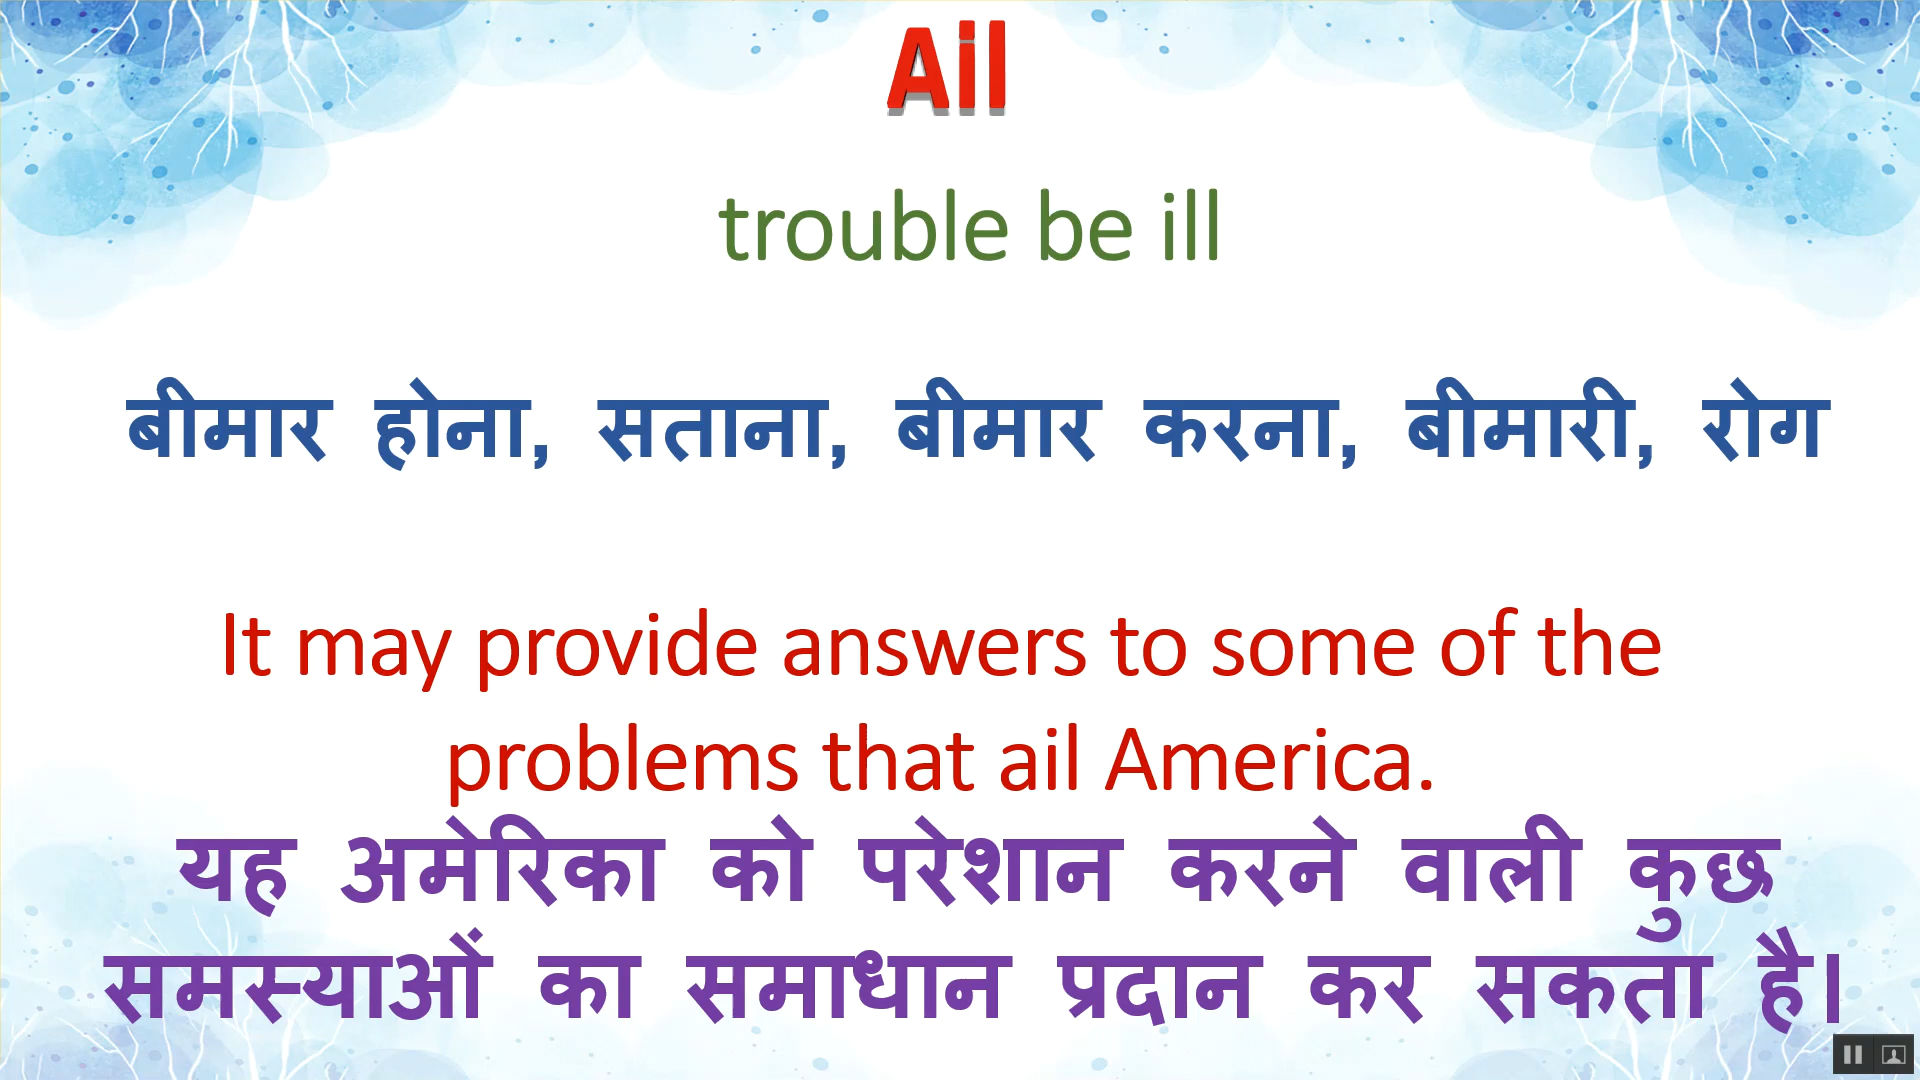 Ail
trouble be ill
बीमार होना, सताना, बीमार करना, बीमारी, रोग
It may provide answers to some of the
problems that ail America.
यह अमेरिका को परेशान करने वाली कुछ
समस्याओं का समाधान प्रदान कर सकता है।